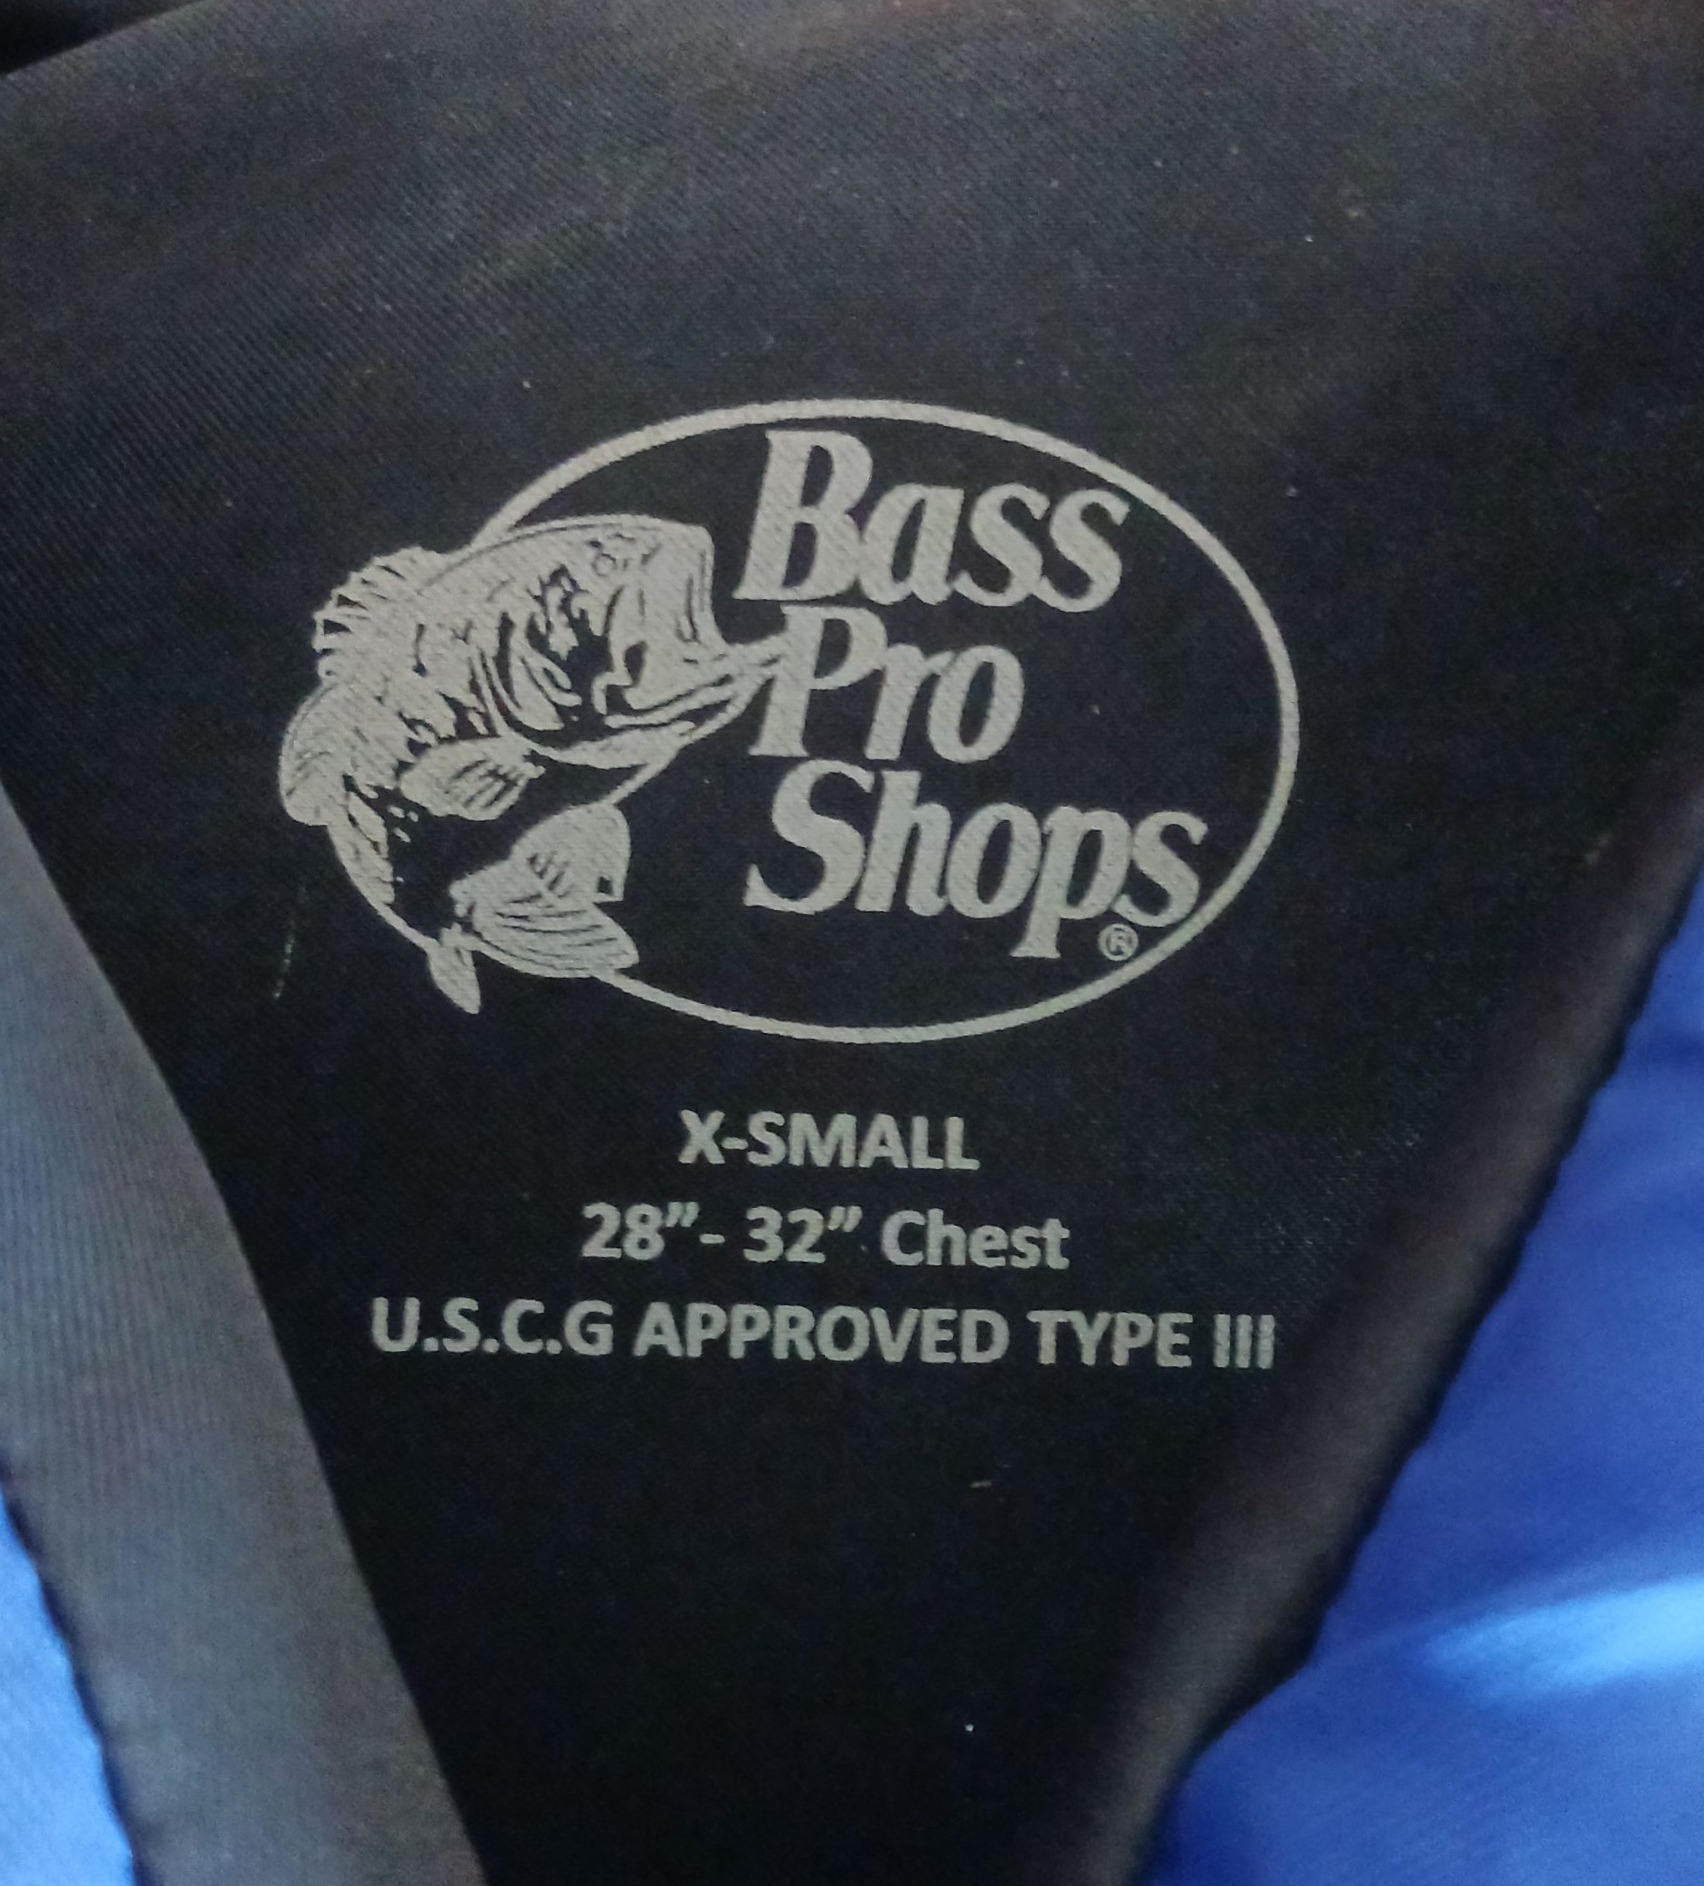 Bass
Pro
Shops®
X-SMALL
28”- 32” Chest
U.S.C.G APPROVED TYPE III